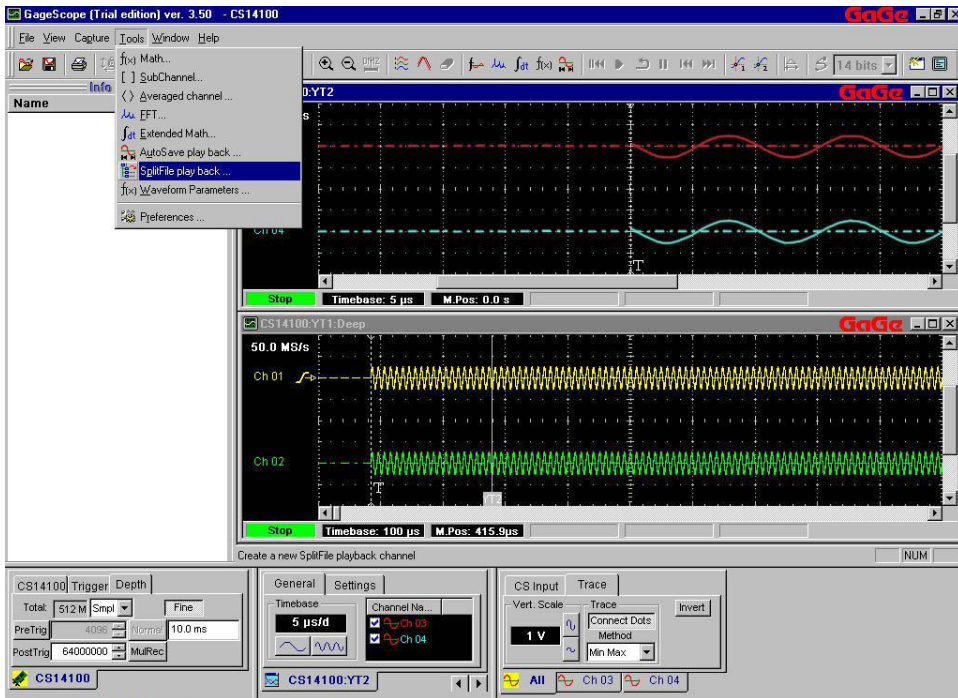 GageScope (Trial edition) ver. 3.50 - CS14100 GaGe
File View Capture Tools Window Help
14 bits
Info
Name
f(x) Math...
[ ] SubChannel...
Averaged channel ...
FFT...
Extended Math...
AutoSave play back ...
SplitFile play back ...
f(x) Waveform Parameters ...
Preferences ...
:YT2 GaGe
s
Ch 04
T
Stop Timebase: 5 µs M.Pos: 0.0 s
CS14100:YT1:Deep GaGe
50.0 MS/s
Ch 01
Ch 02
T
YT2
Stop Timebase: 100 µs M.Pos: 415.9µs
Create a new SplitFile playback channel NUM
CS14100 Trigger Depth
Total: 512 M Smpl Fine
PreTrig 4096 Normal 10.0 ms
PostTrig 64000000 MulRec
CS14100
General Settings
Timebase
5 µs/d
Channel Na...
Ch 03
Ch 04
CS14100:YT2
CS Input Trace
Vert. Scale
1 V
Trace
Connect Dots
Method
Min Max
Invert
All Ch 03 Ch 04